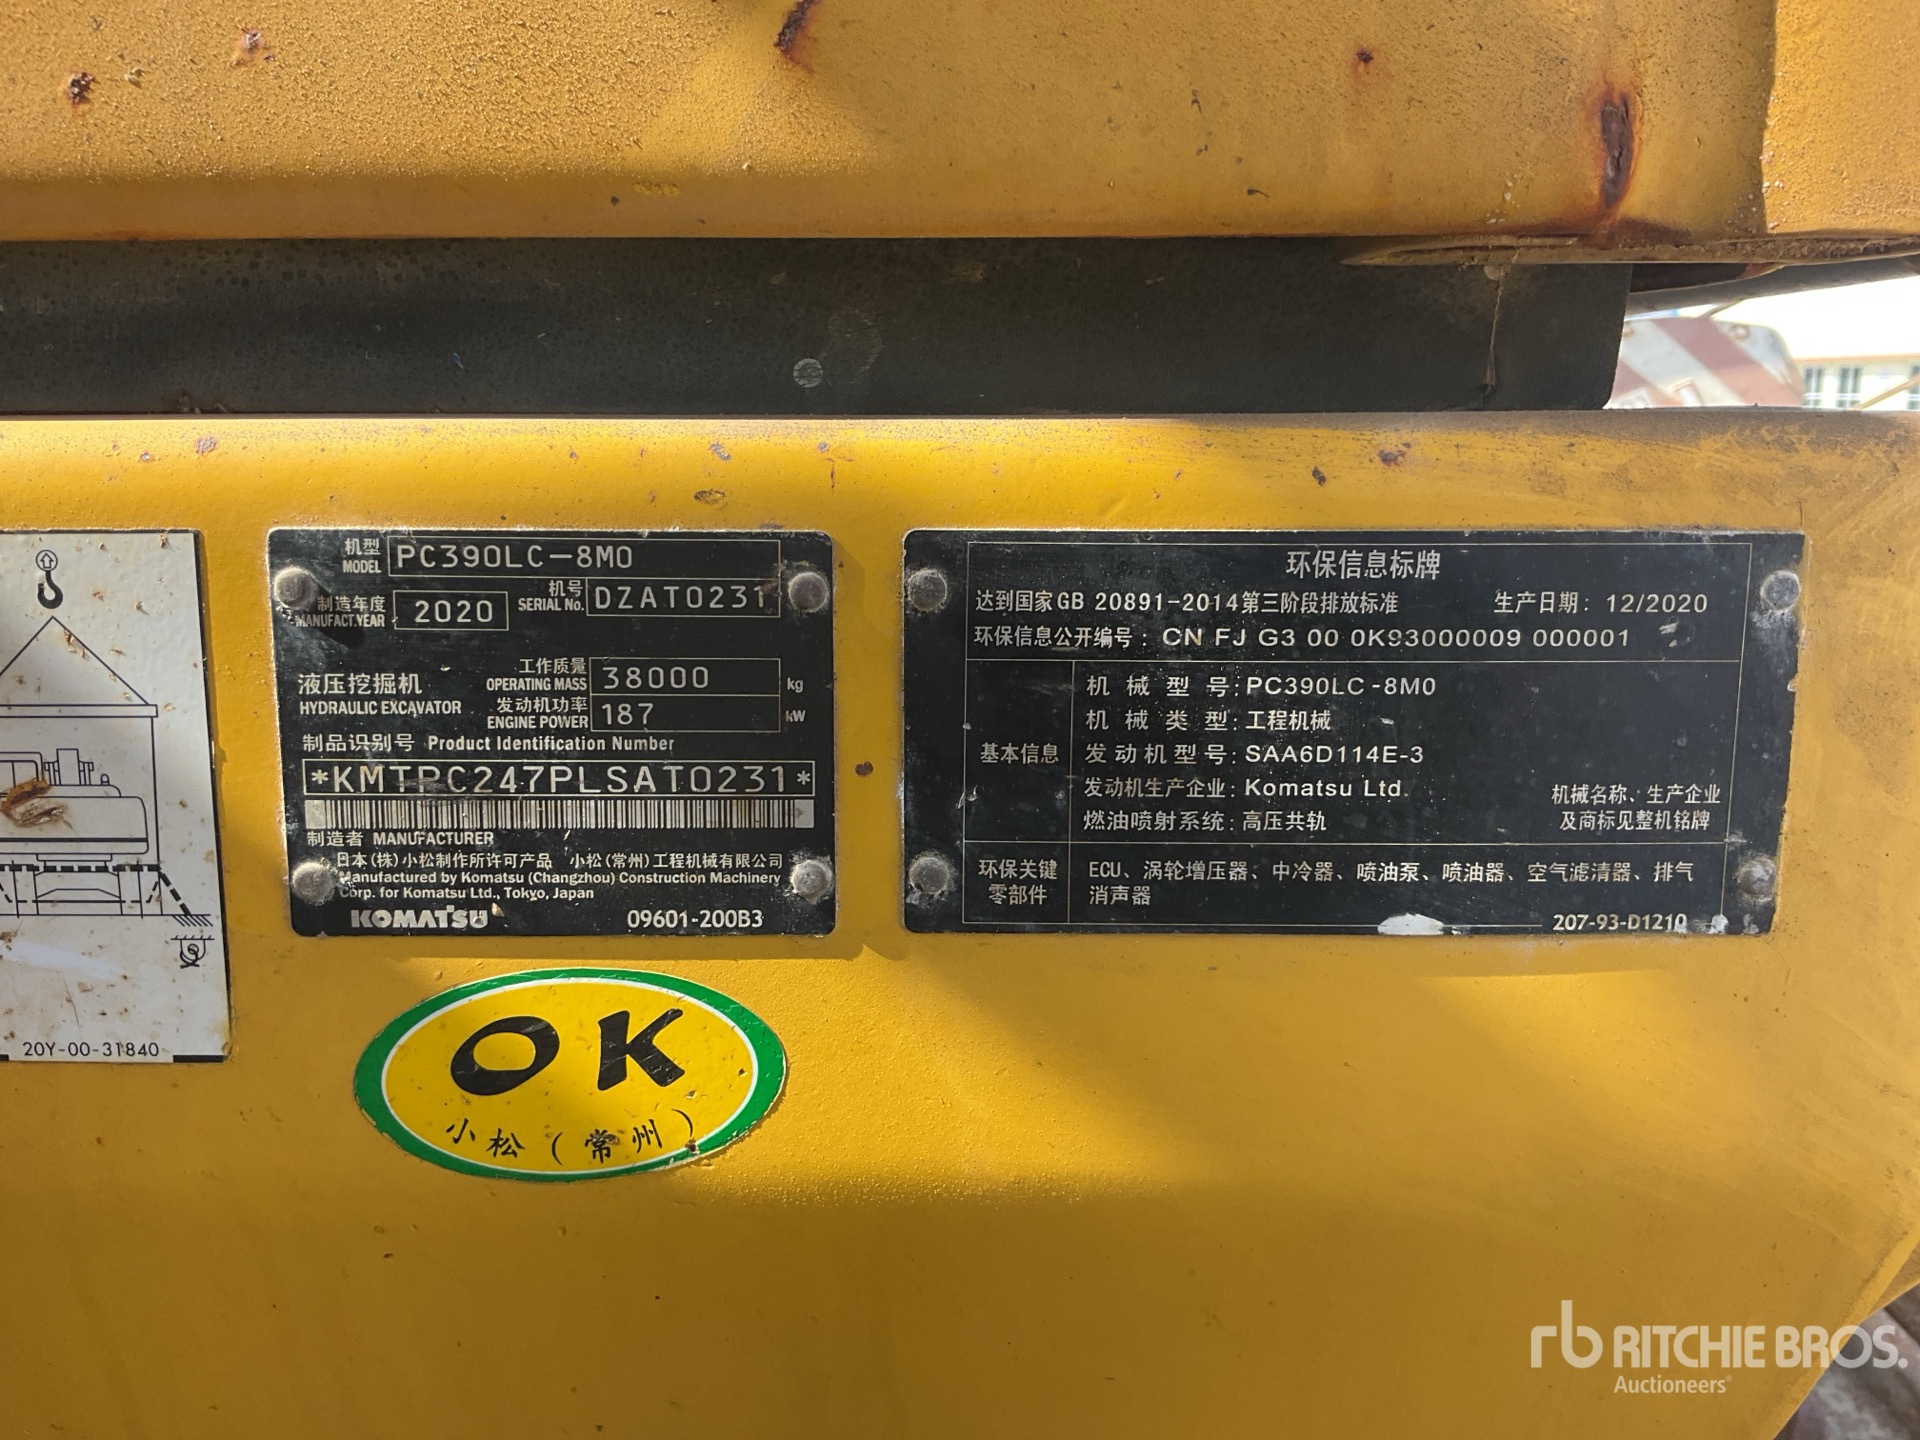 机型
MODEL
PC390LC-8M0
制造年度
MANUFACT.YEAR
2020
机号
SERIAL No.
DZAT0231
液压挖掘机
HYDRAULIC EXCAVATOR
工作质量
OPERATING MASS
38000
kg
发动机功率
ENGINE POWER
187
kW
制品识别号 Product Identification Number
*KMTPC247PLSAT0231*
制造者 MANUFACTURER
日本(株)小松制作所许可产品 小松(常州)工程机械有限公司
Manufactured by Komatsu (Changzhou) Construction Machinery
Corp. for Komatsu Ltd., Tokyo, Japan
KOMATSU
09601-200B3
环保信息标牌
达到国家GB 20891-2014第三阶段排放标准 生产日期: 12/2020
环保信息公开编号: CN FJ G3 00 0K93000009 000001
基本信息
机械型号: PC390LC-8M0
机械类型: 工程机械
发动机型号: SAA6D114E-3
发动机生产企业: Komatsu Ltd.
燃油喷射系统: 高压共轨
机械名称、生产企业
及商标见整机铭牌
环保关键
零部件
ECU、涡轮增压器、中冷器、喷油泵、喷油器、空气滤清器、排气
消声器
207-93-D1210
20Y-00-31840
OK
小松(常州)
rb RITCHIE BROS.
Auctioneers